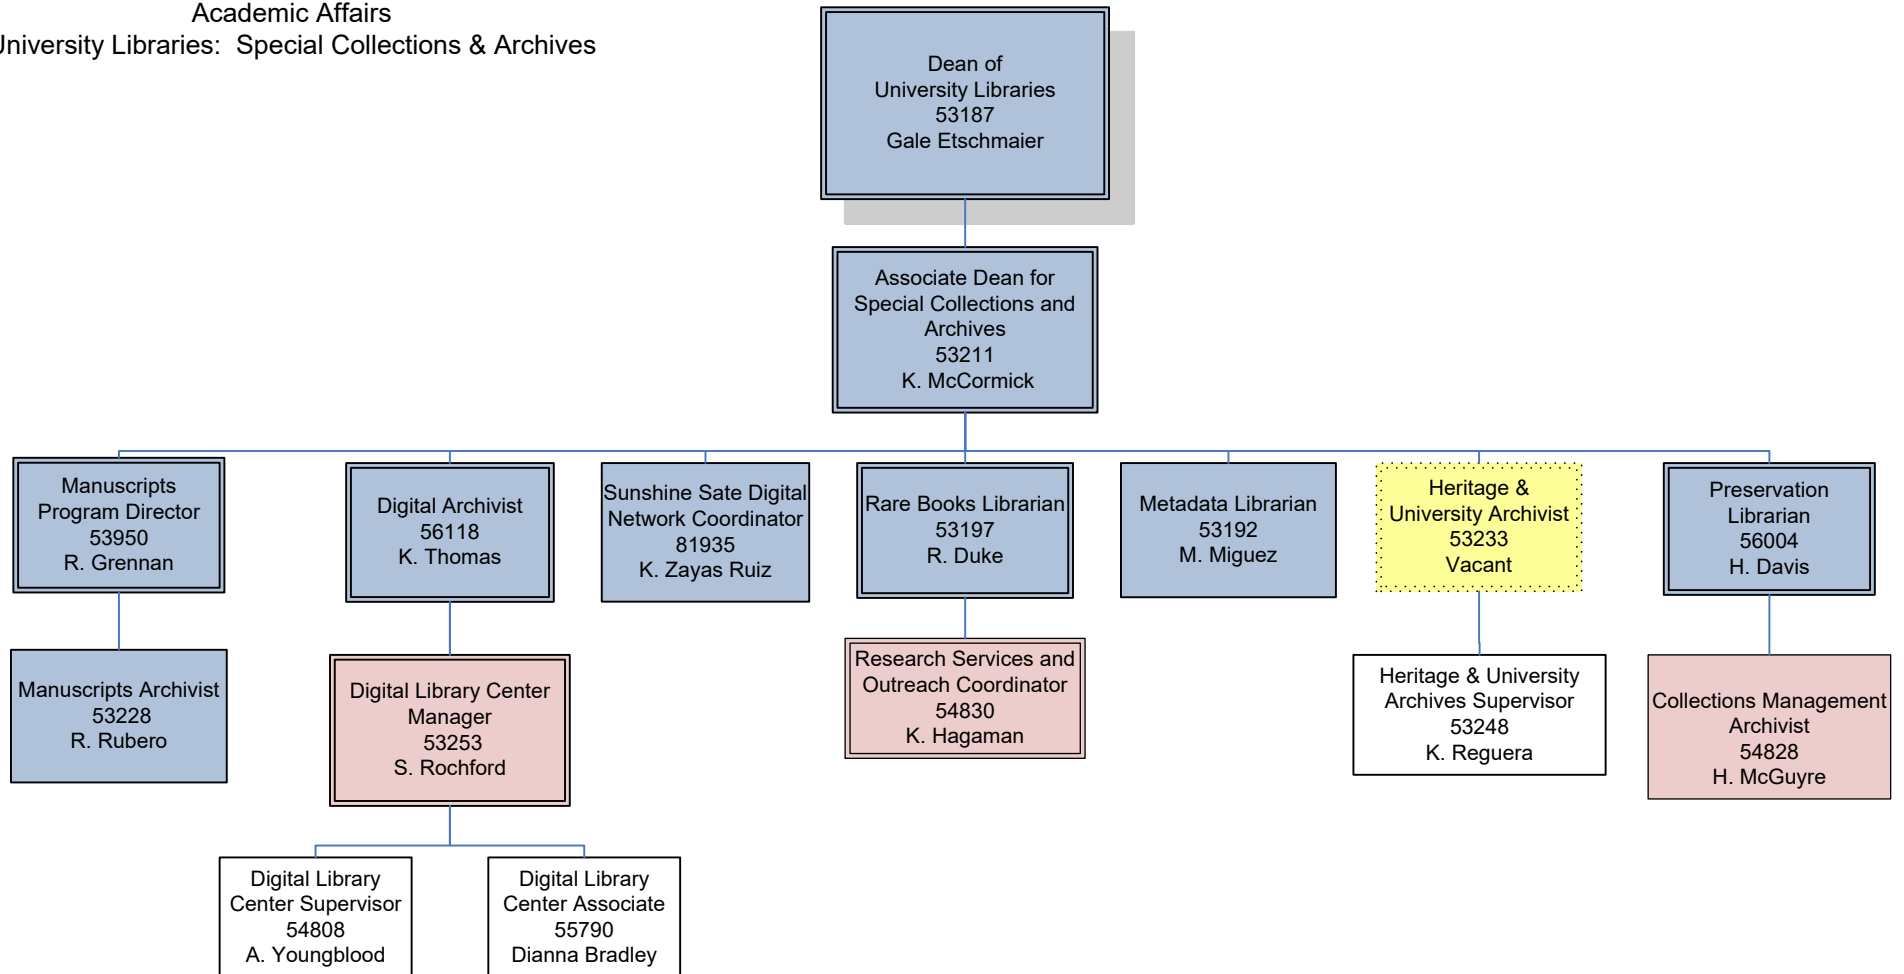 Academic Affairs
University Libraries: Special Collections & Archives
Dean of
University Libraries
53187
Gale Etschmaier
Associate Dean for
Special Collections and
Archives
53211
K. McCormick
Manuscripts
Program Director
53950
R. Grennan
Digital Archivist
56118
K. Thomas
Sunshine Sate Digital
Network Coordinator
81935
K. Zayas Ruiz
Rare Books Librarian
53197
R. Duke
Metadata Librarian
53192
M. Miguez
Heritage &
University Archivist
53233
Vacant
Preservation
Librarian
56004
H. Davis
Manuscripts Archivist
53228
R. Rubero
Digital Library Center
Manager
53253
S. Rochford
Research Services and
Outreach Coordinator
54830
K. Hagaman
Heritage & University
Archives Supervisor
53248
K. Reguera
Collections Management
Archivist
54828
H. McGuyre
Digital Library
Center Supervisor
54808
A. Youngblood
Digital Library
Center Associate
55790
Dianna Bradley